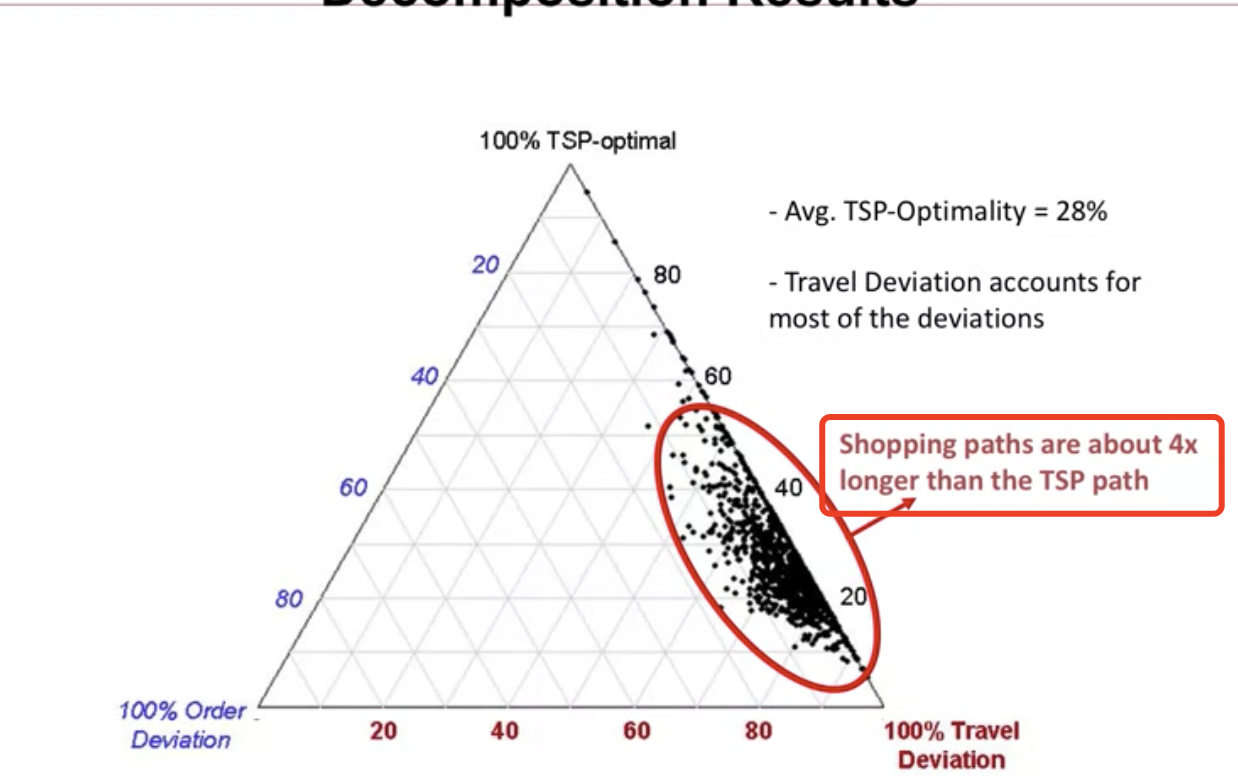 Decomposition Results
100% TSP-optimal
- Avg. TSP-Optimality = 28%
20
80
- Travel Deviation accounts for
most of the deviations
40
60
Shopping paths are about 4x
longer than the TSP path
60
40
80
20
100% Order
Deviation
20
40
60
80
100% Travel
Deviation